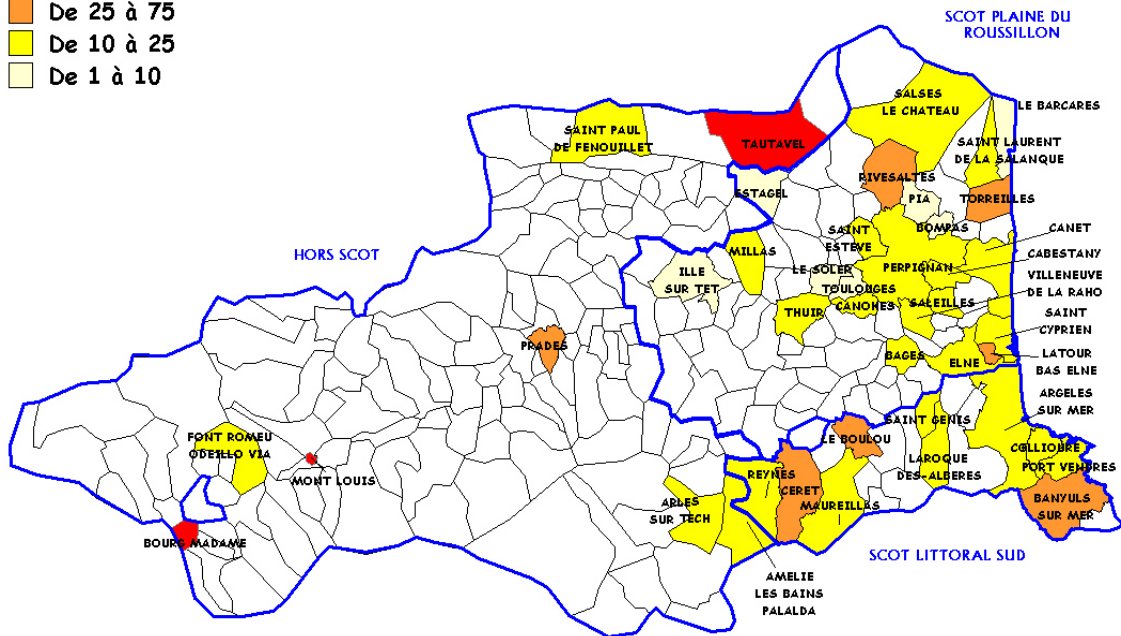 De 25 à 75
De 10 à 25
De 1 à 10
SCOT PLAINE DU
ROUSSILLON
SALSES
LE CHATEAU
LE BARCARES
SAINT PAUL
DE FENOUILLET
TAUTAVEL
SAINT LAURENT
DE LA SALANQUE
RIVESALTES
ESTAGEL
PIA
TORREILLES
BOMPAS
CANET
SAINT
ESTEVE
HORS SCOT
MILLAS
CABESTANY
ILLE
SUR TET
LE SOLER
PERPIGNAN
VILLENEUVE
DE LA RAHO
TOULOUGES
CANOHES
SALEILLES
THUIR
SAINT
CYPRIEN
PRADES
BAGES
ELNE
LATOUR
BAS ELNE
ARGELES
SUR MER
SAINT GENIS
LE BOULOU
FONT ROMEU
ODEILLO VIA
COLLIOURE
PORT VENDRES
LAROQUE
DES-ALBERES
MONT LOUIS
REYNES
CERET
MAUREILLAS
ARLES
SUR TECH
BANYULS
SUR MER
BOURG MADAME
SCOT LITTORAL SUD
AMELIE
LES BAINS
PALALDA